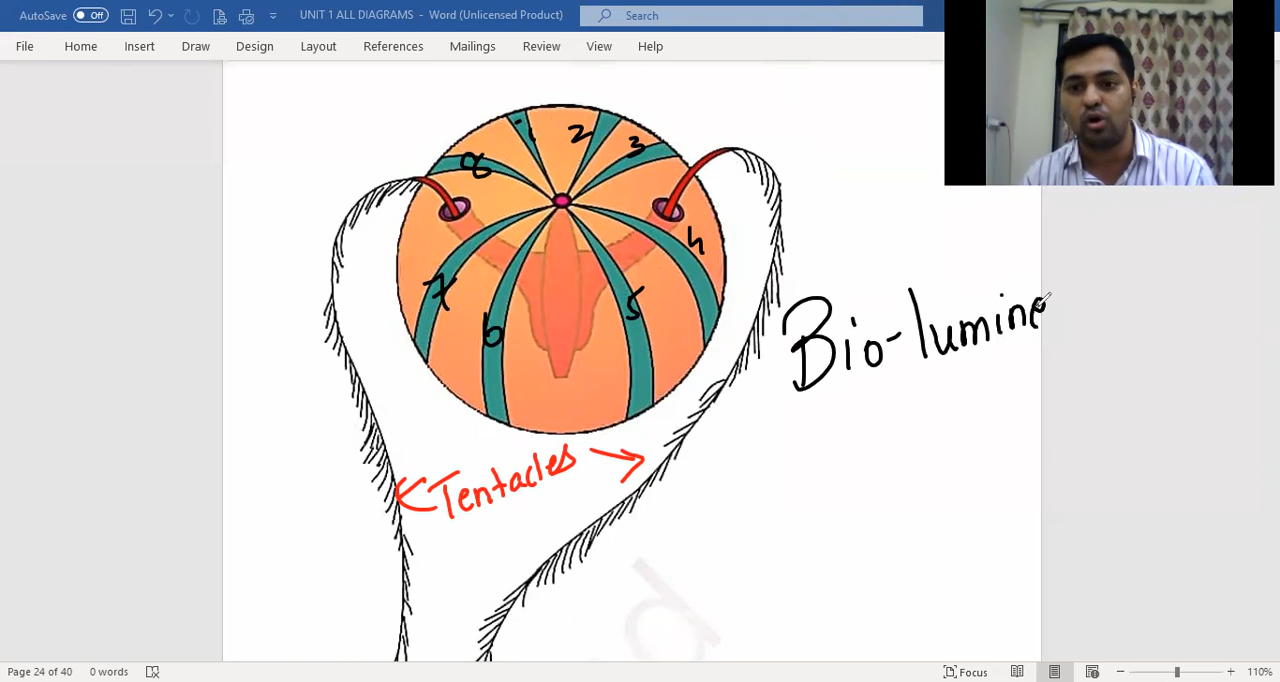 AutoSave Off UNIT 1 ALL DIAGRAMS - Word (Unlicensed Product) Search
File Home Insert Draw Design Layout References Mailings Review View Help
1 2 3
8
4
7 5
6
Bio-lumine
Tentacles
d
Page 24 of 40 0 words Focus 110%